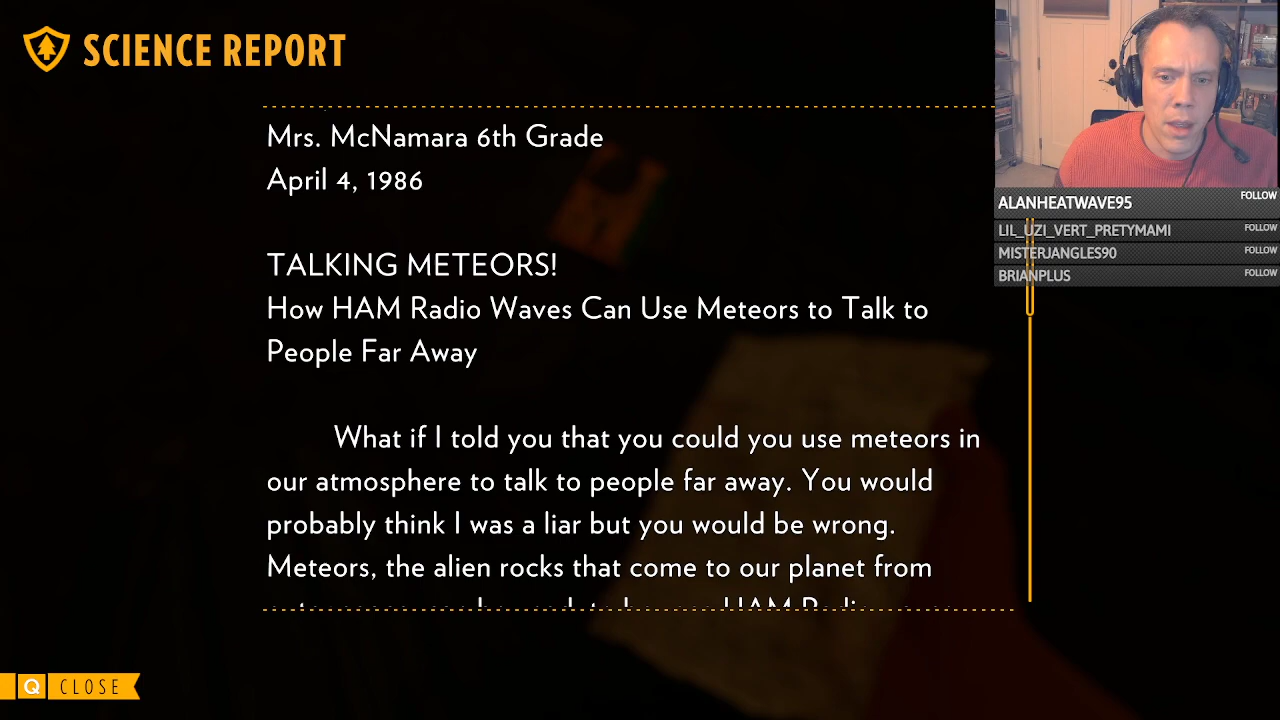 SCIENCE REPORT
Mrs. McNamara 6th Grade
April 4, 1986
TALKING METEORS!
How HAM Radio Waves Can Use Meteors to Talk to
People Far Away
What if I told you that you could you use meteors in
our atmosphere to talk to people far away. You would
probably think I was a liar but you would be wrong.
Meteors, the alien rocks that come to our planet from
HAM Radio
Q CLOSE
ALANHEATWAVE95 FOLLOW
LIL_UZI_VERT_PRETYMAMI FOLLOW
MISTERJANGLES90 FOLLOW
BRIANPLUS FOLLOW